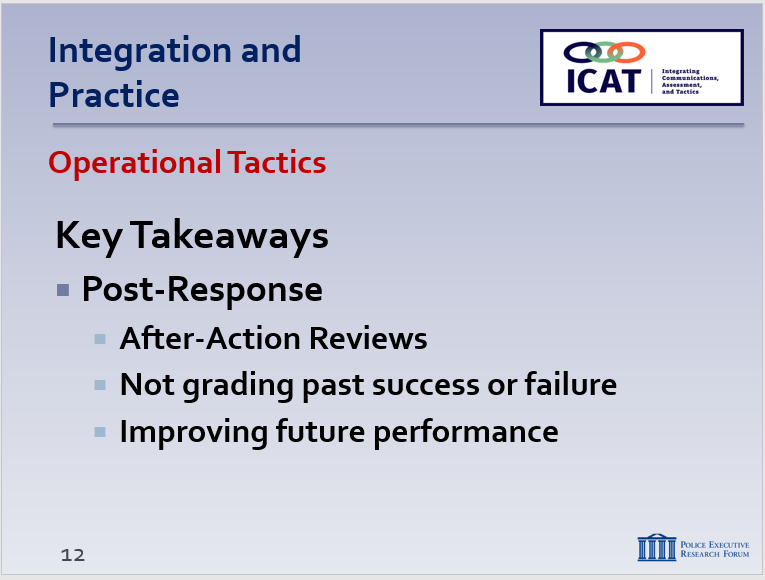 Integration and
Practice
ICAT
Integrating
Communications,
Assessment,
and Tactics
Operational Tactics
Key Takeaways
Post-Response
After-Action Reviews
Not grading past success or failure
Improving future performance
12
Police Executive
Research Forum